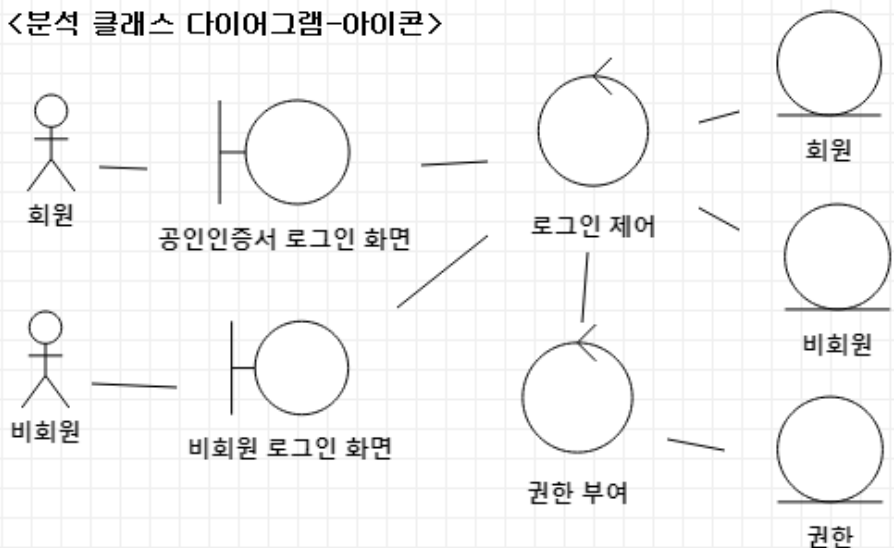 <분석 클래스 다이어그램-아이콘>
회원
공인인증서 로그인 화면
로그인 제어
회원
비회원
비회원
비회원 로그인 화면
권한 부여
권한